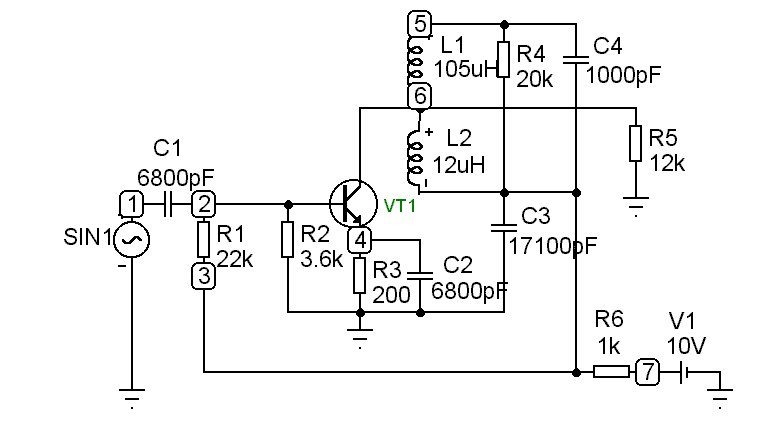 5
L1
105uH
R4
20k
C4
1000pF
6
L2
12uH
R5
12k
C1
6800pF
1
2
VT1
SIN1
R1
22k
R2
3.6k
4
C3
17100pF
3
R3
200
C2
6800pF
R6
1k
7
V1
10V